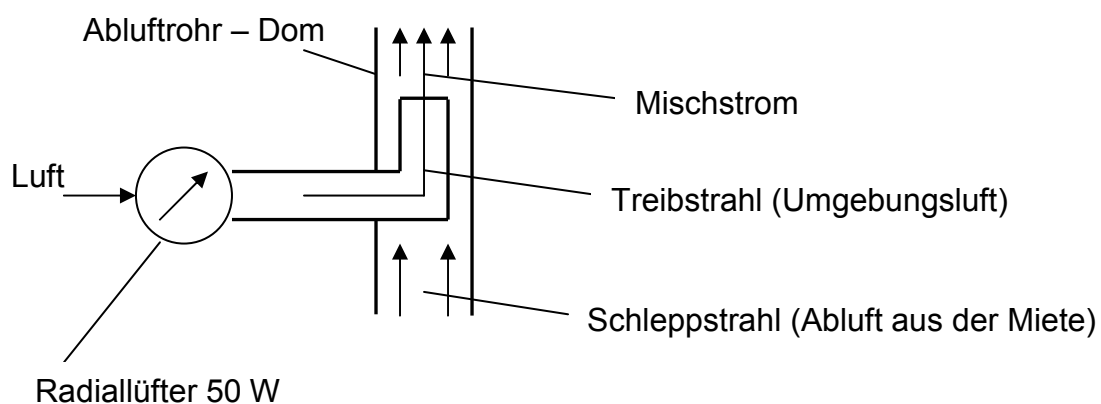 Abluftrohr – Dom
Mischstrom
Luft
Treibstrahl (Umgebungsluft)
Schleppstrahl (Abluft aus der Miete)
Radiallüfter 50 W